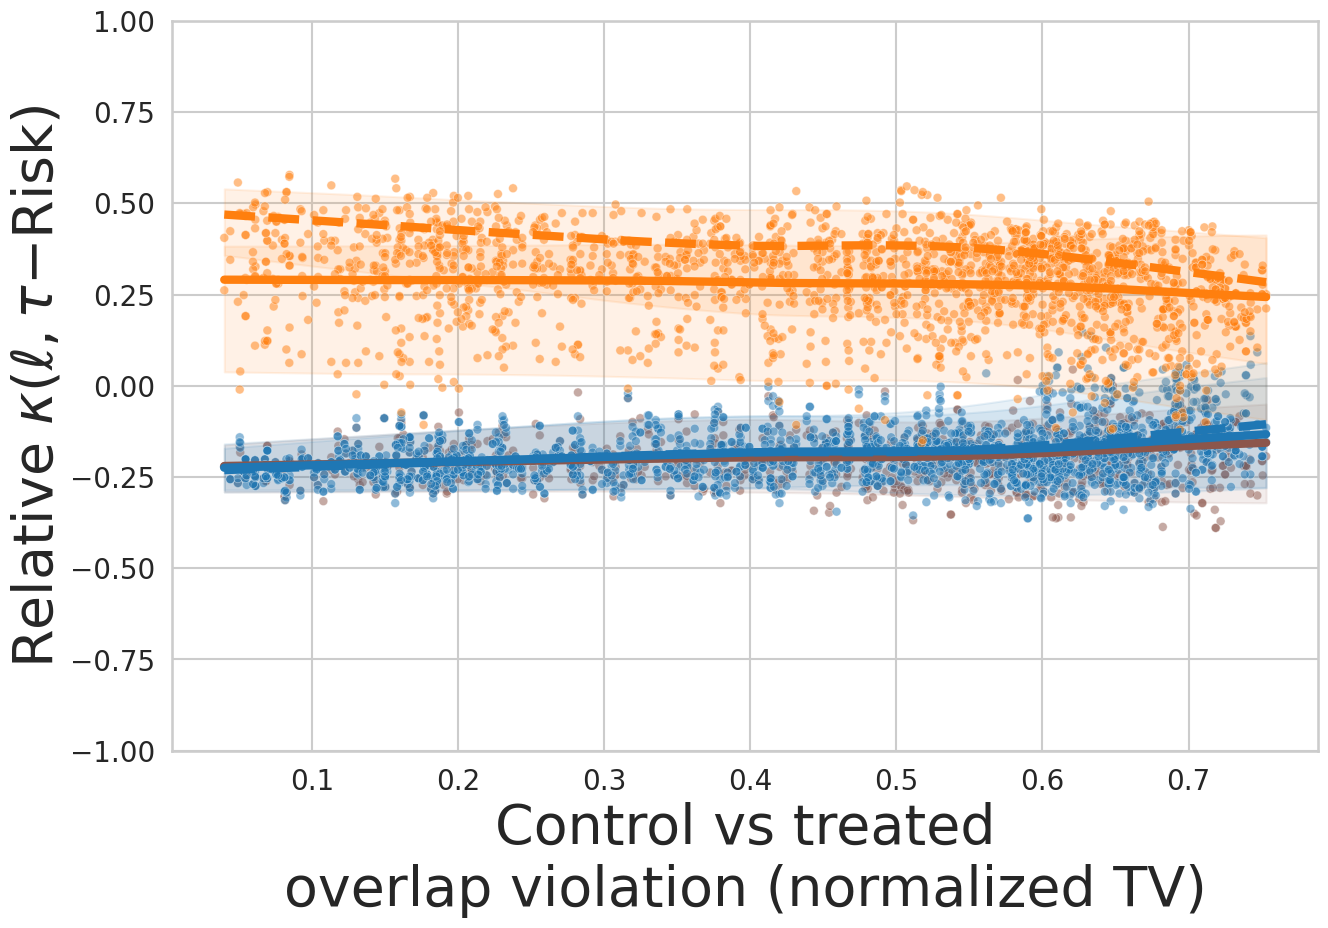 Relative κ(ℓ, τ−Risk)
1.00
0.75
0.50
0.25
0.00
−0.25
−0.50
−0.75
−1.00
0.1 0.2 0.3 0.4 0.5 0.6 0.7
Control vs treated
overlap violation (normalized TV)